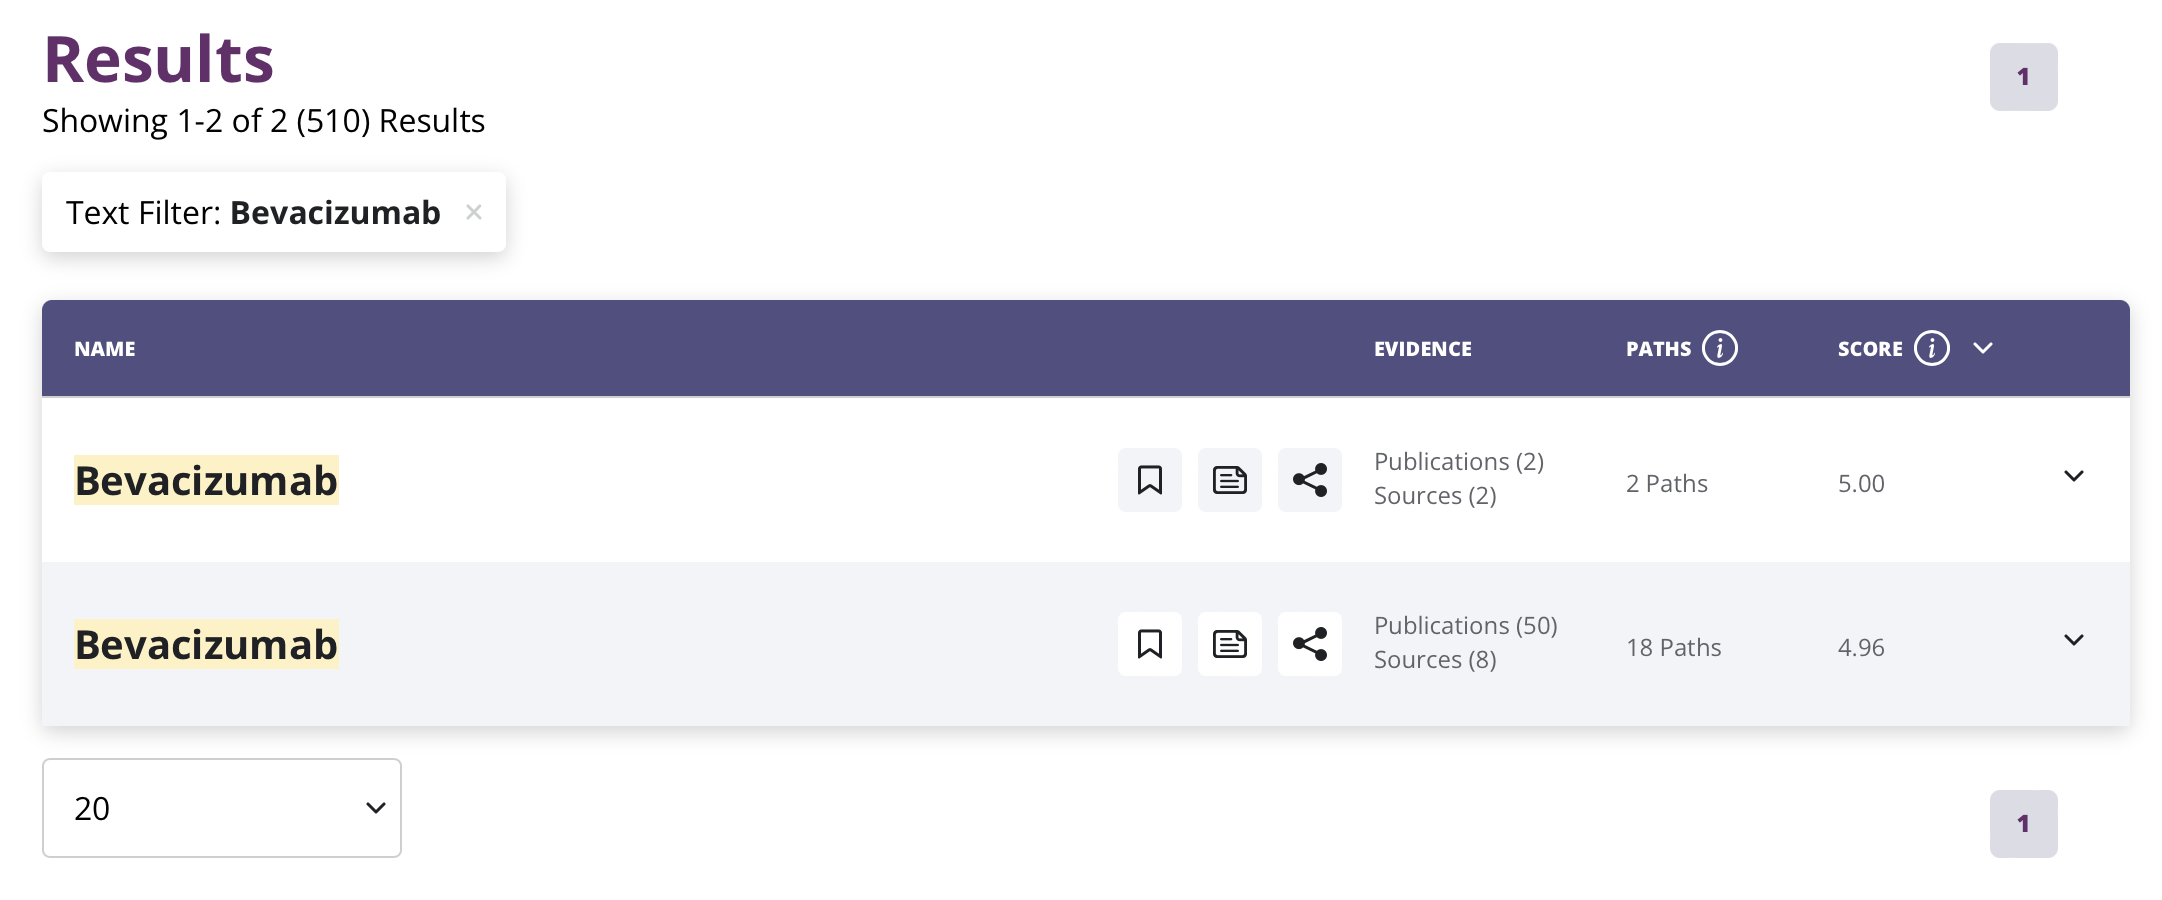 Results
1
Showing 1-2 of 2 (510) Results
Text Filter: Bevacizumab ×
NAME EVIDENCE PATHS i SCORE i
Bevacizumab Publications (2) Sources (2) 2 Paths 5.00
Bevacizumab Publications (50) Sources (8) 18 Paths 4.96
20
1